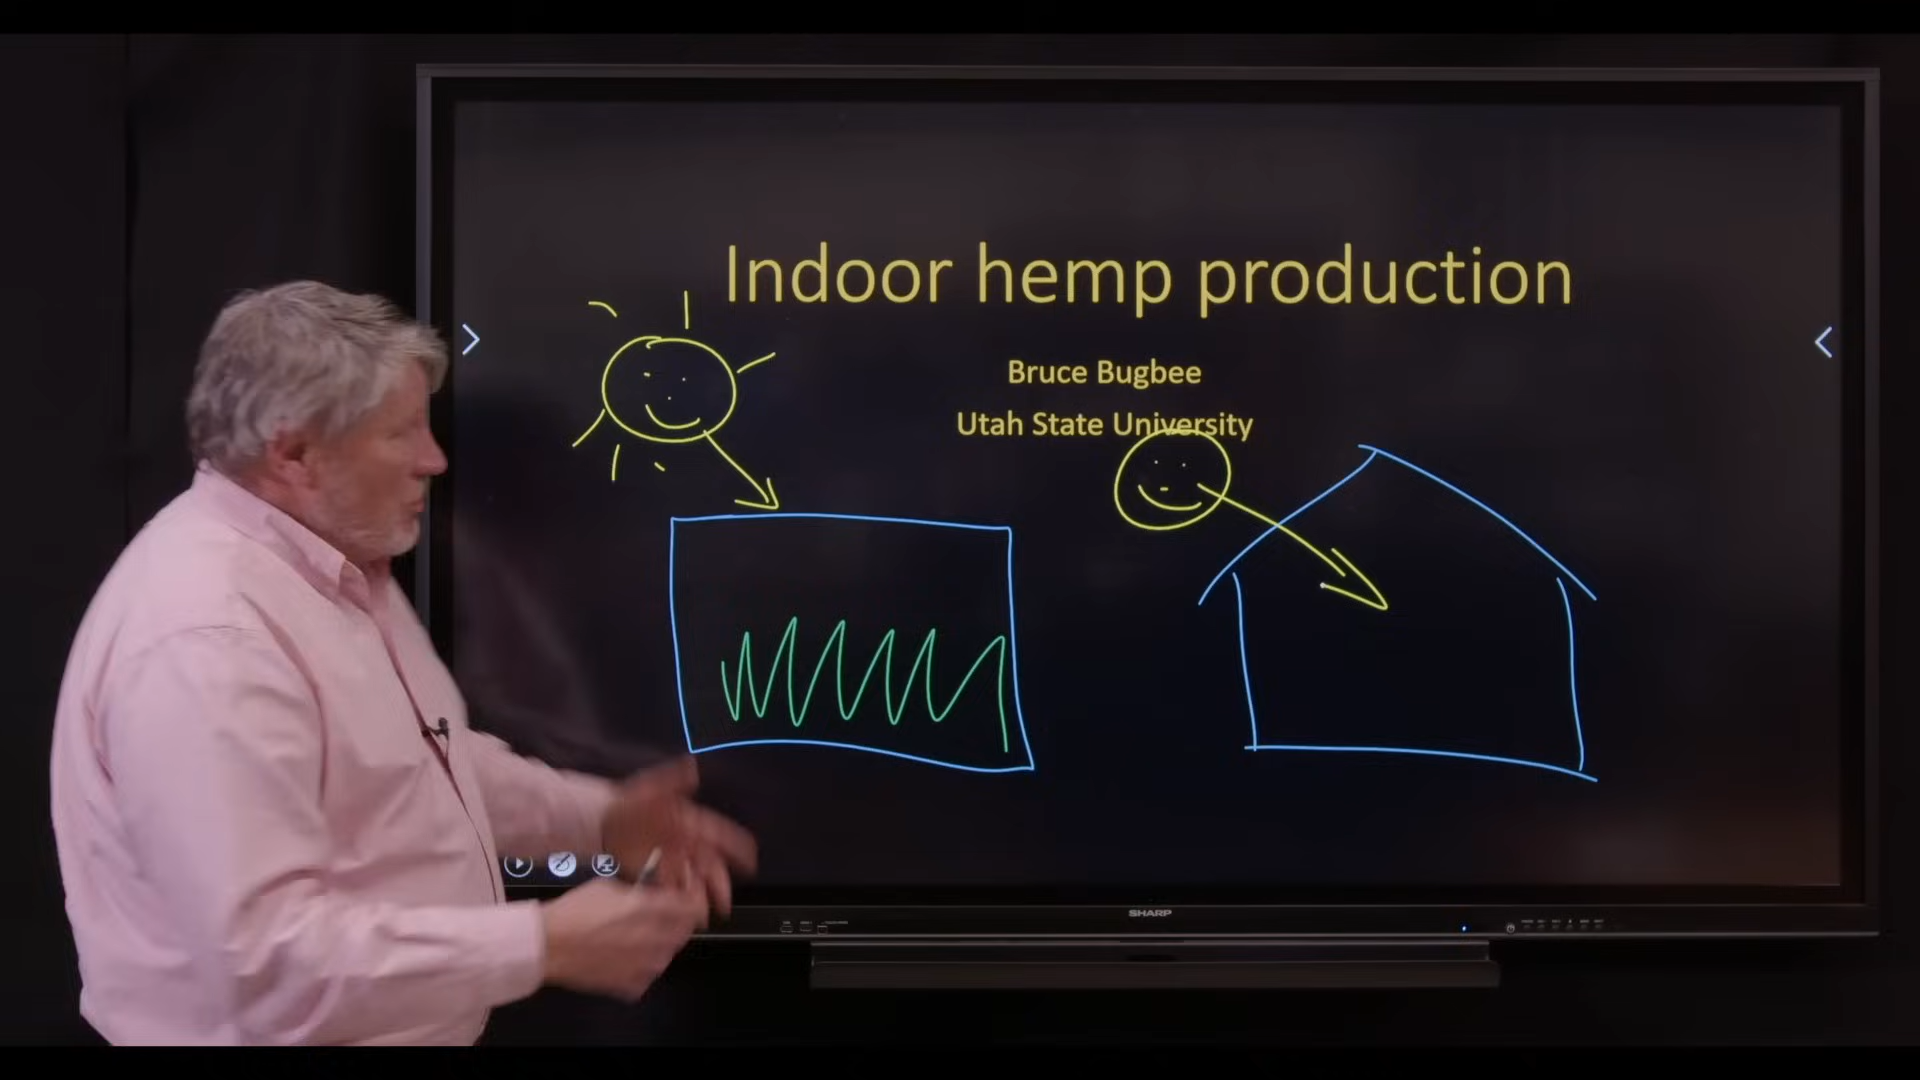 Indoor hemp production
Bruce Bugbee
Utah State University
SHARP